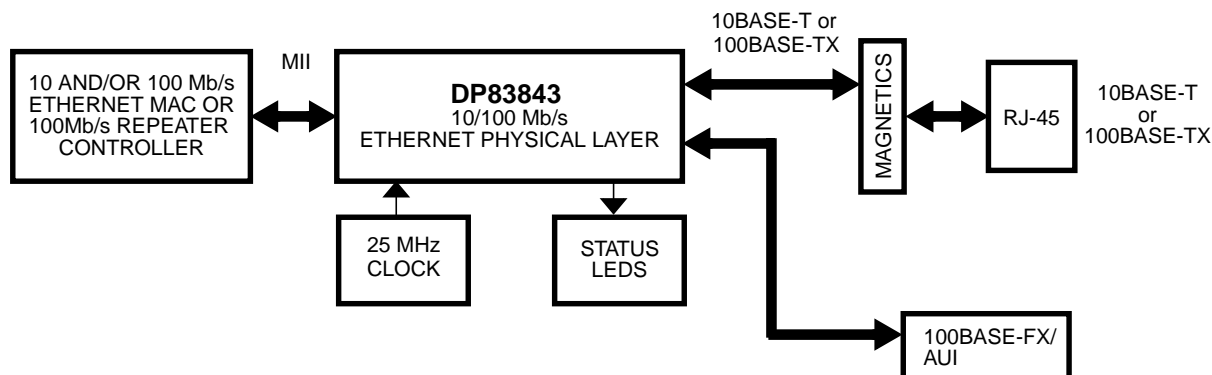 10BASE-T or
100BASE-TX
MII
10 AND/OR 100 Mb/s
ETHERNET MAC OR
100Mb/s REPEATER
CONTROLLER
DP83843
10/100 Mb/s
ETHERNET PHYSICAL LAYER
MAGNETICS
RJ-45
10BASE-T
or
100BASE-TX
25 MHz
CLOCK
STATUS
LEDS
100BASE-FX/
AUI